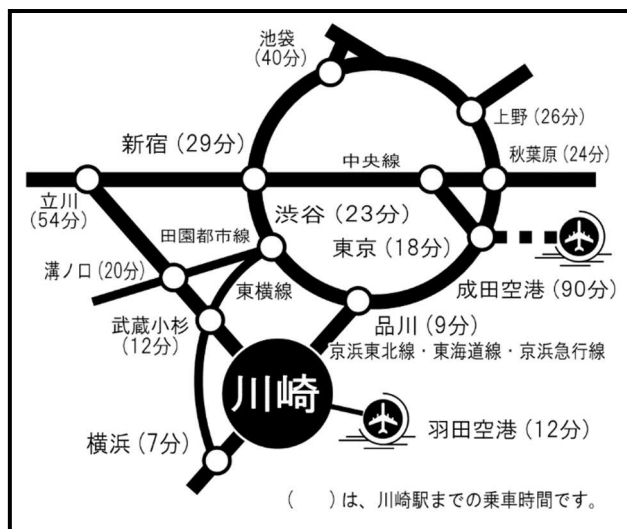 池袋
(40分)
上野 (26分)
新宿 (29分)
中央線
秋葉原 (24分)
立川
(54分)
渋谷 (23分)
田園都市線
東京 (18分)
溝ノ口 (20分)
東横線
成田空港 (90分)
武蔵小杉
(12分)
品川 (9分)
京浜東北線・東海道線・京浜急行線
川崎
羽田空港 (12分)
横浜 (7分)
（　　）は、川崎駅までの乗車時間です。